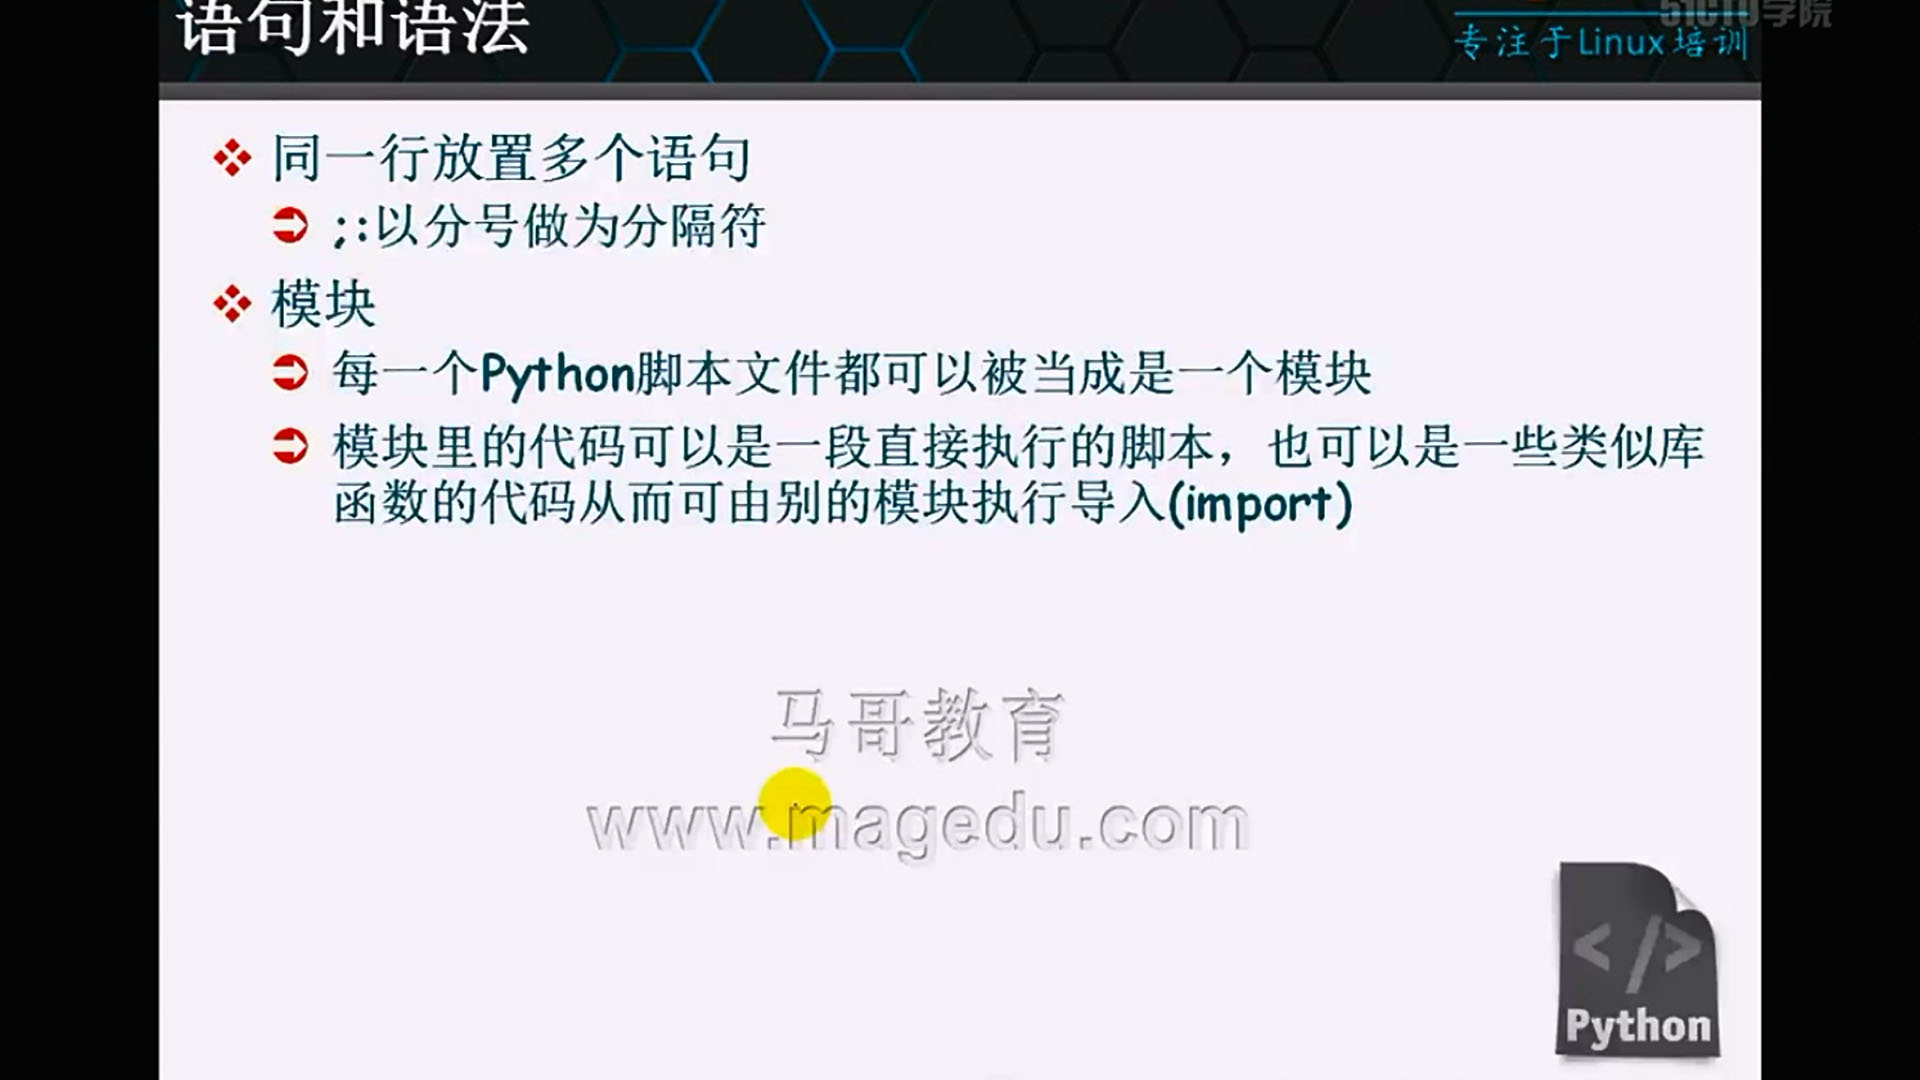 语句和语法
51CTO学院
专注于Linux培训
同一行放置多个语句
;:以分号做为分隔符
模块
每一个Python脚本文件都可以被当成是一个模块
模块里的代码可以是一段直接执行的脚本，也可以是一些类似库
函数的代码从而可由别的模块执行导入(import)
马哥教育
www.magedu.com
</>
Python